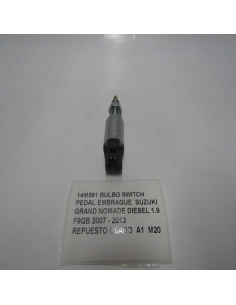 14M591 BULBO SWITCH
PEDAL EMBRAGUE SUZUKI
GRAND NOMADE DIESEL 1.9
F9QB 2007 - 2013
REPUESTO USADO A1 M20